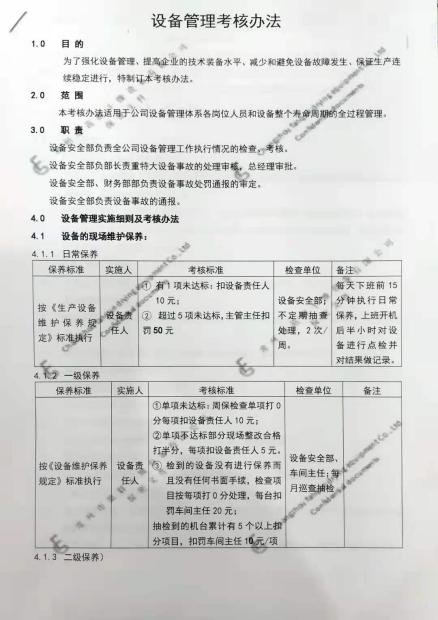 设备管理考核办法
1.0 目 的
为了强化设备管理、提高企业的技术装备水平、减少和避免设备故障发生、保证生产连
续稳定进行，特制订本考核办法。
2.0 范 围
本考核办法适用于公司设备管理体系各岗位人员和设备整个寿命周期的全过程管理。
3.0 职 责
设备安全部负责全公司设备管理工作执行情况的检查、考核。
设备安全部负部长责重特大设备事故的处理审核，总经理审批。
设备安全部、财务部部负责设备事故处罚通报的审定。
设备安全部负责设备事故的通报。
4.0 设备管理实施细则及考核办法
4.1 设备的现场维护保养：
4.1.1 日常保养
保养标准 实施人 考核标准 检查单位 备注
按《生产设备
维护保养规
定》标准执行
设备责
任人
① 有1项未达标：扣设备责任人
10元；
② 超过5项未达标，主管主任扣
罚50元
设备安全部；
不定期抽查
处理，2次/
周。
每天下班前15
分钟执行日常
保养，上班开机
后半小时对设
备进行点检并
对结果做记录。
4.1.2 一级保养
保养标准 实施人 考核标准 检查单位 备注
按《设备维护保养
规定》标准执行
设备责
任人
①单项未达标：周保检查单项打0
分每项扣设备责任人10元；
②单项不达标部分现场整改合格
打半分，每项扣设备责任人5元。
③ 检到的设备没有进行保养而
且没有任何书面手续，检查项
目按每项打0分处理，每台扣
罚车间主任20元；
抽检到的机台累计有5个以上扣
分项目，扣罚车间主任10元/项
设备安全部、
车间主任；每
月巡查抽检
4.1.3 二级保养）
Changzhou
drying equipment Co., Ltd
Confidential documents